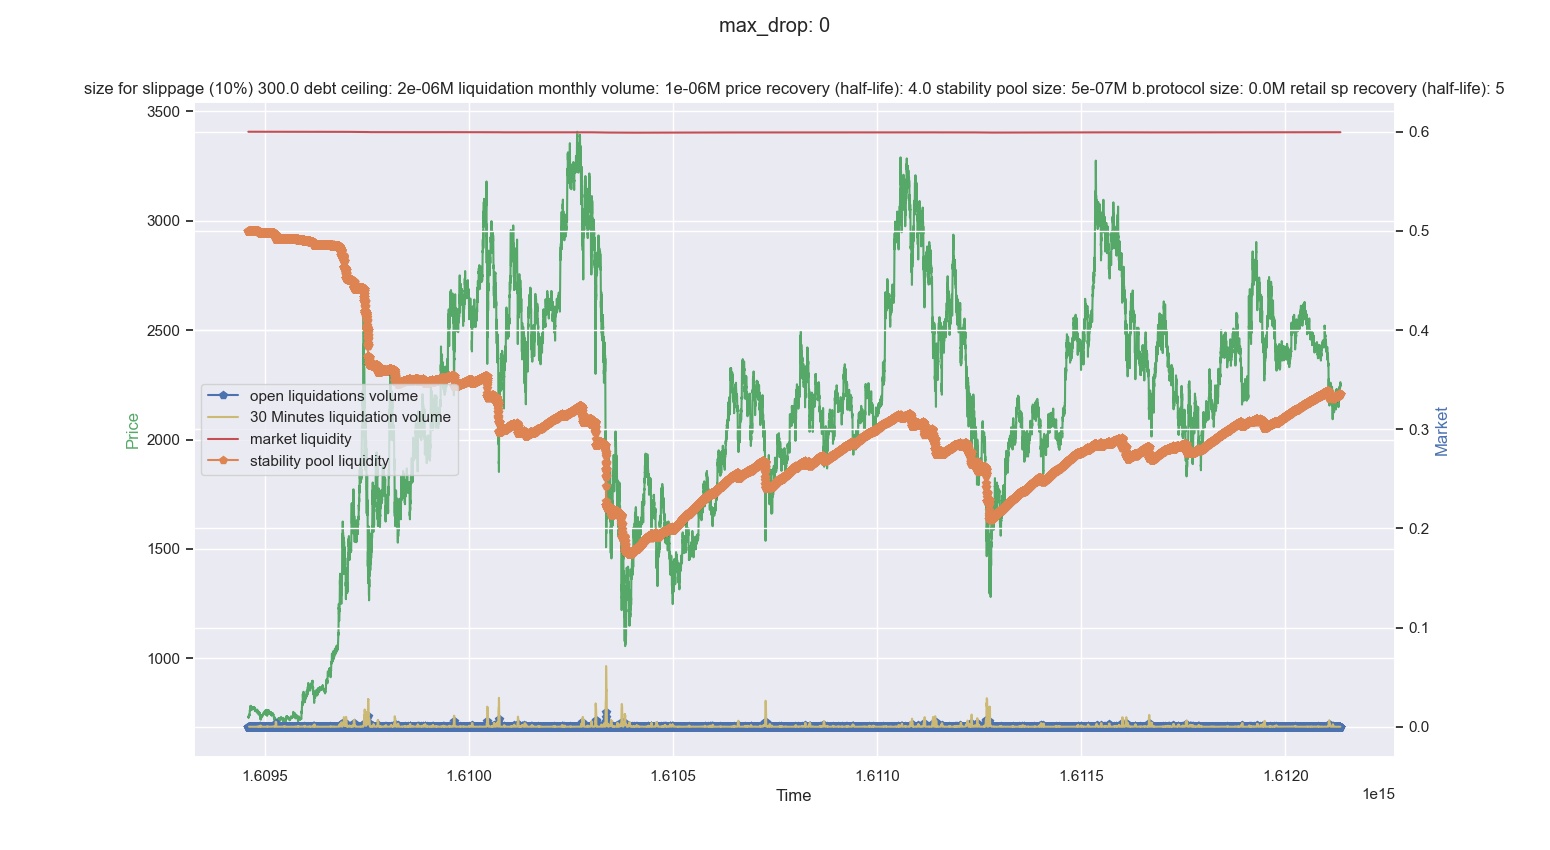 max_drop: 0
size for slippage (10%) 300.0 debt ceiling: 2e-06M liquidation monthly volume: 1e-06M price recovery (half-life): 4.0 stability pool size: 5e-07M b.protocol size: 0.0M retail sp recovery (half-life): 5
3500
3000
2500
2000
1500
1000
Price
open liquidations volume
30 Minutes liquidation volume
market liquidity
stability pool liquidity
0.6
0.5
0.4
0.3
0.2
0.1
0.0
Market
1.6095 1.6100 1.6105 1.6110 1.6115 1.6120
Time
1e15